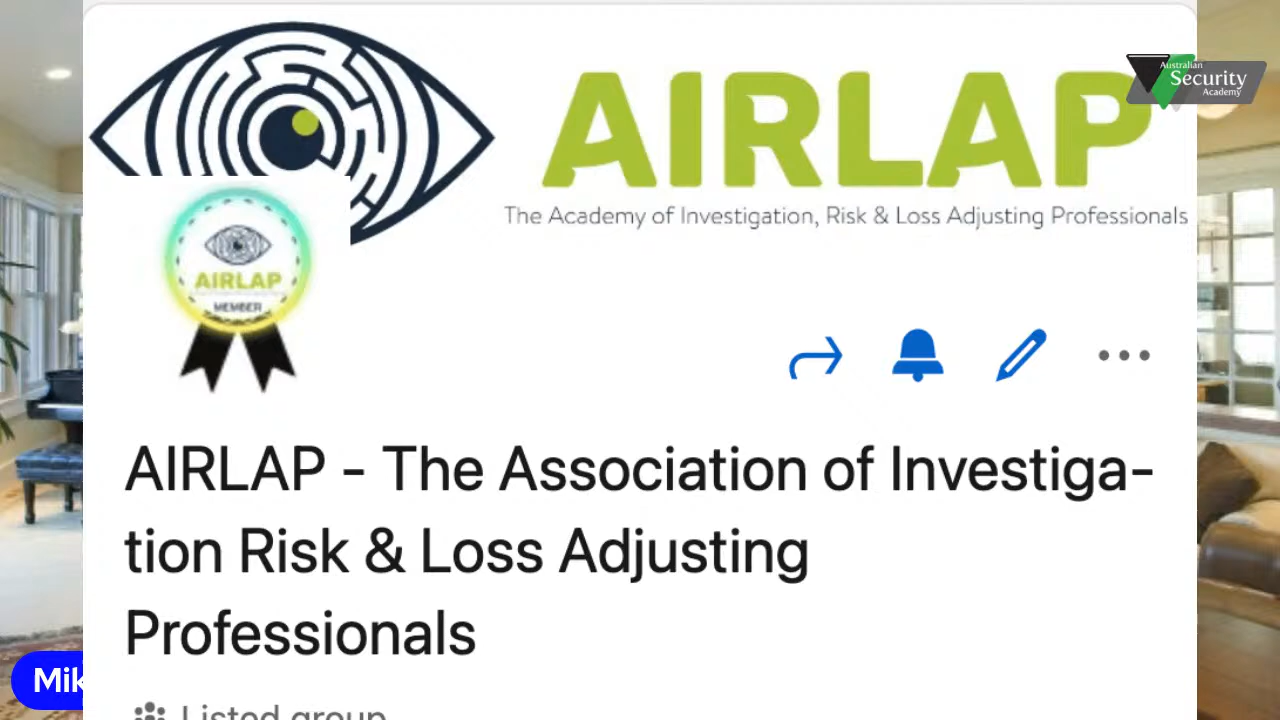 AIRLAP
Australian
Security
Academy
The Academy of Investigation, Risk & Loss Adjusting Professionals
AIRLAP
MEMBER
AIRLAP - The Association of Investiga-
tion Risk & Loss Adjusting
Professionals
Mik
Listed group